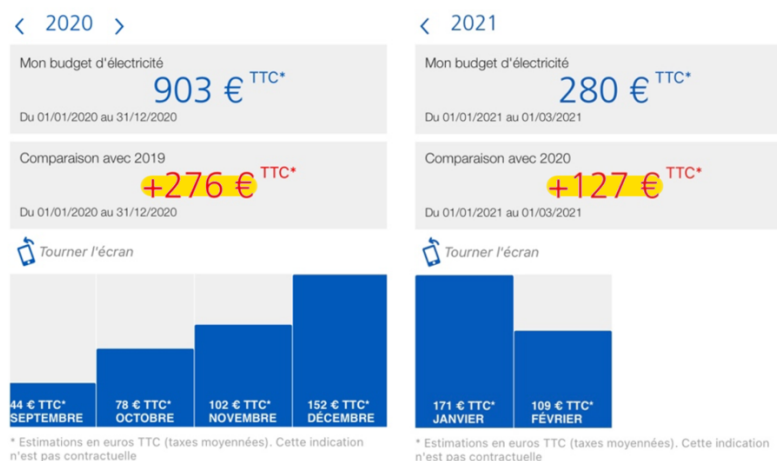 2020
Mon budget d'électricité
903 € TTC*
Du 01/01/2020 au 31/12/2020
Comparaison avec 2019
+276 € TTC*
Du 01/01/2020 au 31/12/2020
Tourner l'écran
44 € TTC*
SEPTEMBRE
78 € TTC*
OCTOBRE
102 € TTC*
NOVEMBRE
152 € TTC*
DÉCEMBRE
* Estimations en euros TTC (taxes moyennées). Cette indication
n'est pas contractuelle
2021
Mon budget d'électricité
280 € TTC*
Du 01/01/2021 au 01/03/2021
Comparaison avec 2020
+127 € TTC*
Du 01/01/2021 au 01/03/2021
Tourner l'écran
171 € TTC*
JANVIER
109 € TTC*
FÉVRIER
* Estimations en euros TTC (taxes moyennées). Cette indication
n'est pas contractuelle